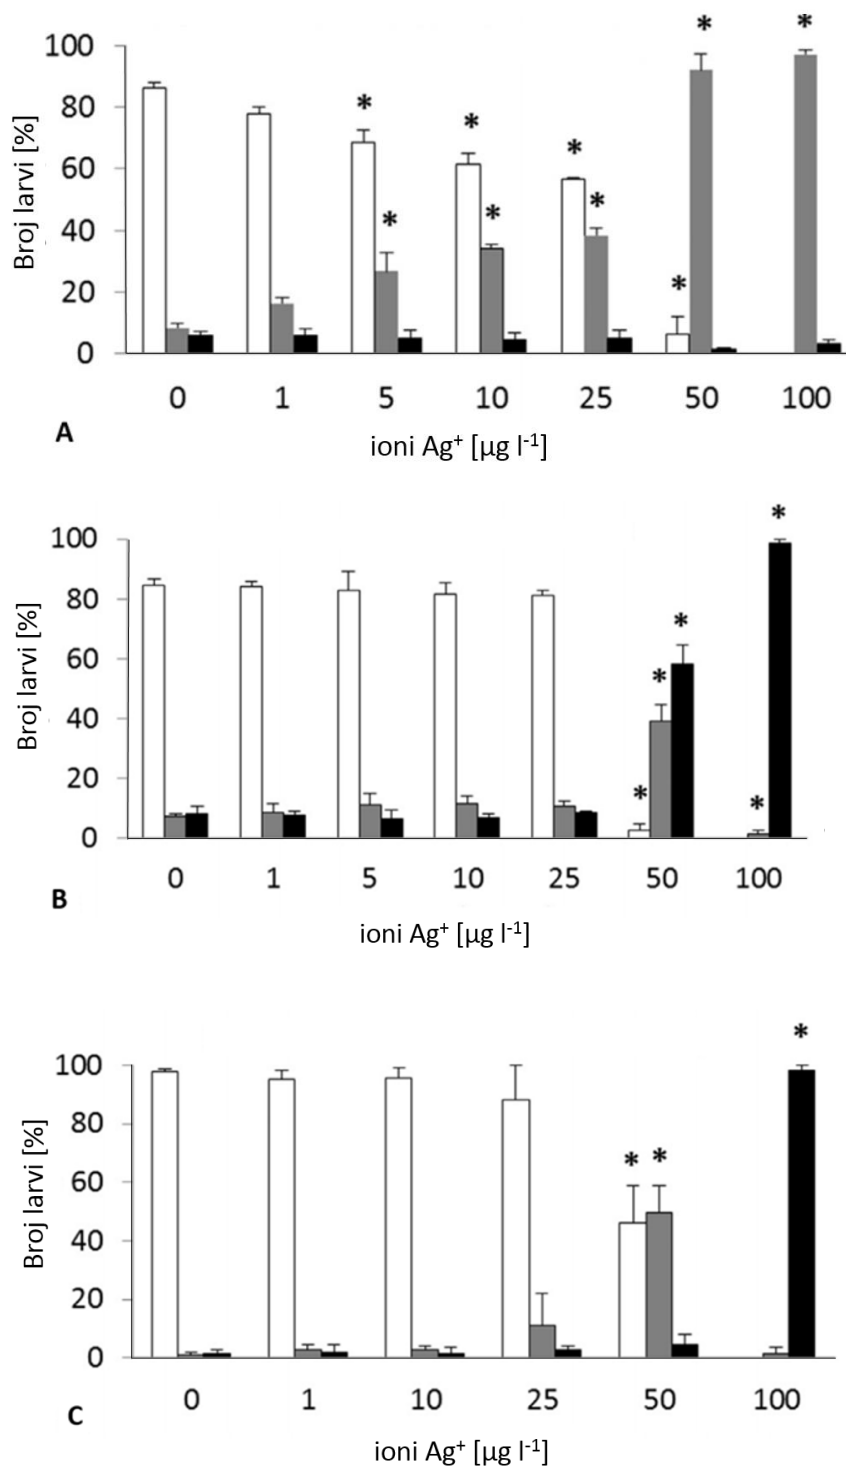 100
80
60
40
20
0
Broj larvi [%]
* * * * * * * * *
0 1 5 10 25 50 100
A
ioni Ag⁺ [µg l⁻¹]
100
80
60
40
20
0
Broj larvi [%]
* * * * *
0 1 5 10 25 50 100
B
ioni Ag⁺ [µg l⁻¹]
100
80
60
40
20
0
Broj larvi [%]
* * *
0 1 10 25 50 100
C
ioni Ag⁺ [µg l⁻¹]